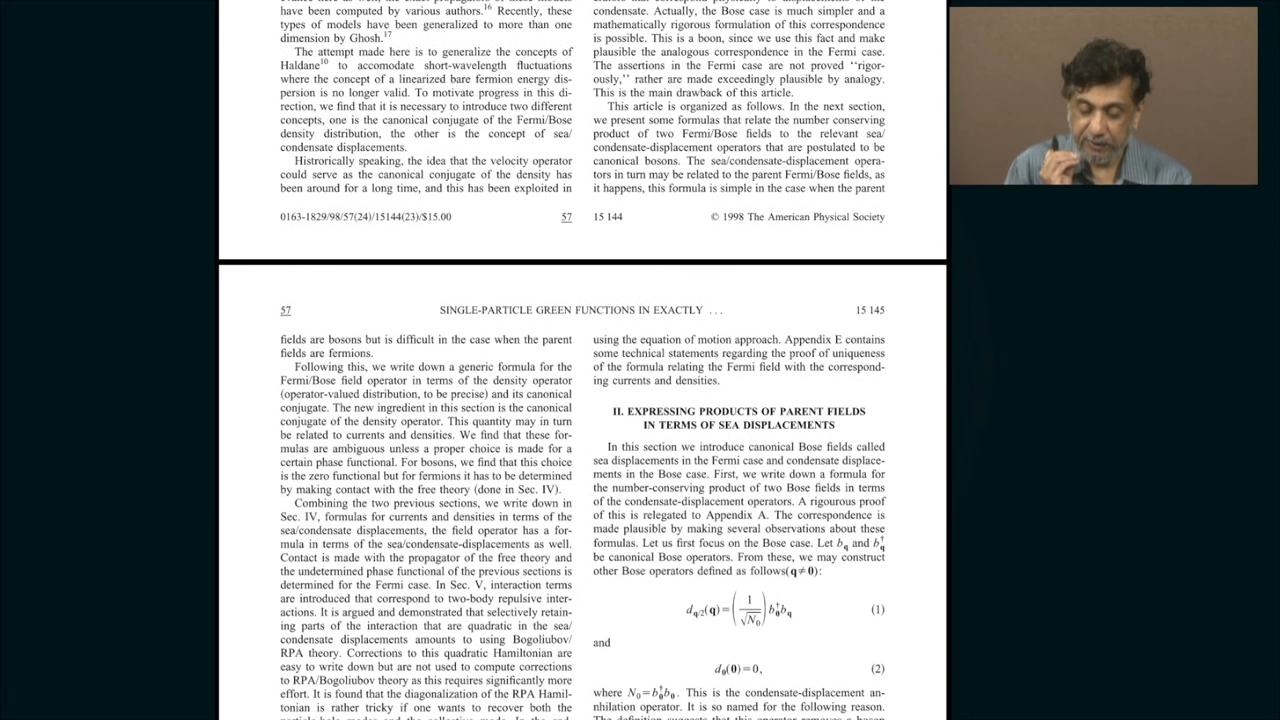 have been computed by various authors.16 Recently, these
types of models have been generalized to more than one
dimension by Ghosh.17
The attempt made here is to generalize the concepts of
Haldane10 to accomodate short-wavelength fluctuations
where the concept of a linearized bare fermion energy dis-
persion is no longer valid. To motivate progress in this di-
rection, we find that it is necessary to introduce two different
concepts, one is the canonical conjugate of the Fermi/Bose
density distribution, the other is the concept of sea/
condensate displacements.
Histrorically speaking, the idea that the velocity operator
could serve as the canonical conjugate of the density has
been around for a long time, and this has been exploited in
condensate. Actually, the Bose case is much simpler and a
mathematically rigorous formulation of this correspondence
is possible. This is a boon, since we use this fact and make
plausible the analogous correspondence in the Fermi case.
The assertions in the Fermi case are not proved ‘‘rigor-
ously,’’ rather are made exceedingly plausible by analogy.
This is the main drawback of this article.
This article is organized as follows. In the next section,
we present some formulas that relate the number conserving
product of two Fermi/Bose fields to the relevant sea/
condensate-displacement operators that are postulated to be
canonical bosons. The sea/condensate-displacement opera-
tors in turn may be related to the parent Fermi/Bose fields, as
it happens, this formula is simple in the case when the parent
0163-1829/98/57(24)/15144(23)/$15.00
57
15 144
© 1998 The American Physical Society
57
SINGLE-PARTICLE GREEN FUNCTIONS IN EXACTLY ...
15 145
fields are bosons but is difficult in the case when the parent
fields are fermions.
Following this, we write down a generic formula for the
Fermi/Bose field operator in terms of the density operator
(operator-valued distribution, to be precise) and its canonical
conjugate. The new ingredient in this section is the canonical
conjugate of the density operator. This quantity may in turn
be related to currents and densities. We find that these for-
mulas are ambiguous unless a proper choice is made for a
certain phase functional. For bosons, we find that this choice
is the zero functional but for fermions it has to be determined
by making contact with the free theory (done in Sec. IV).
Combining the two previous sections, we write down in
Sec. IV, formulas for currents and densities in terms of the
sea/condensate displacements, the field operator has a for-
mula in terms of the sea/condensate-displacements as well.
Contact is made with the propagator of the free theory and
the undetermined phase functional of the previous sections is
determined for the Fermi case. In Sec. V, interaction terms
are introduced that correspond to two-body repulsive inter-
actions. It is argued and demonstrated that selectively retain-
ing parts of the interaction that are quadratic in the sea/
condensate displacements amounts to using Bogoliubov/
RPA theory. Corrections to this quadratic Hamiltonian are
easy to write down but are not used to compute corrections
to RPA/Bogoliubov theory as this requires significantly more
effort. It is found that the diagonalization of the RPA Hamil-
tonian is rather tricky if one wants to recover both the
using the equation of motion approach. Appendix E contains
some technical statements regarding the proof of uniqueness
of the formula relating the Fermi field with the correspond-
ing currents and densities.
II. EXPRESSING PRODUCTS OF PARENT FIELDS
IN TERMS OF SEA DISPLACEMENTS
In this section we introduce canonical Bose fields called
sea displacements in the Fermi case and condensate displace-
ments in the Bose case. First, we write down a formula for
the number-conserving product of two Bose fields in terms
of the condensate-displacement operators. A rigourous proof
of this is relegated to Appendix A. The correspondence is
made plausible by making several observations about these
formulas. Let us first focus on the Bose case. Let b_q and b_q^†
be canonical Bose operators. From these, we may construct
other Bose operators defined as follows(q≠0):
d_{q/2}(q)=(1/√N_0) b_0^† b_q (1)
and
d_0(0)=0, (2)
where N_0=b_0^†b_0. This is the condensate-displacement an-
nihilation operator. It is so named for the following reason.